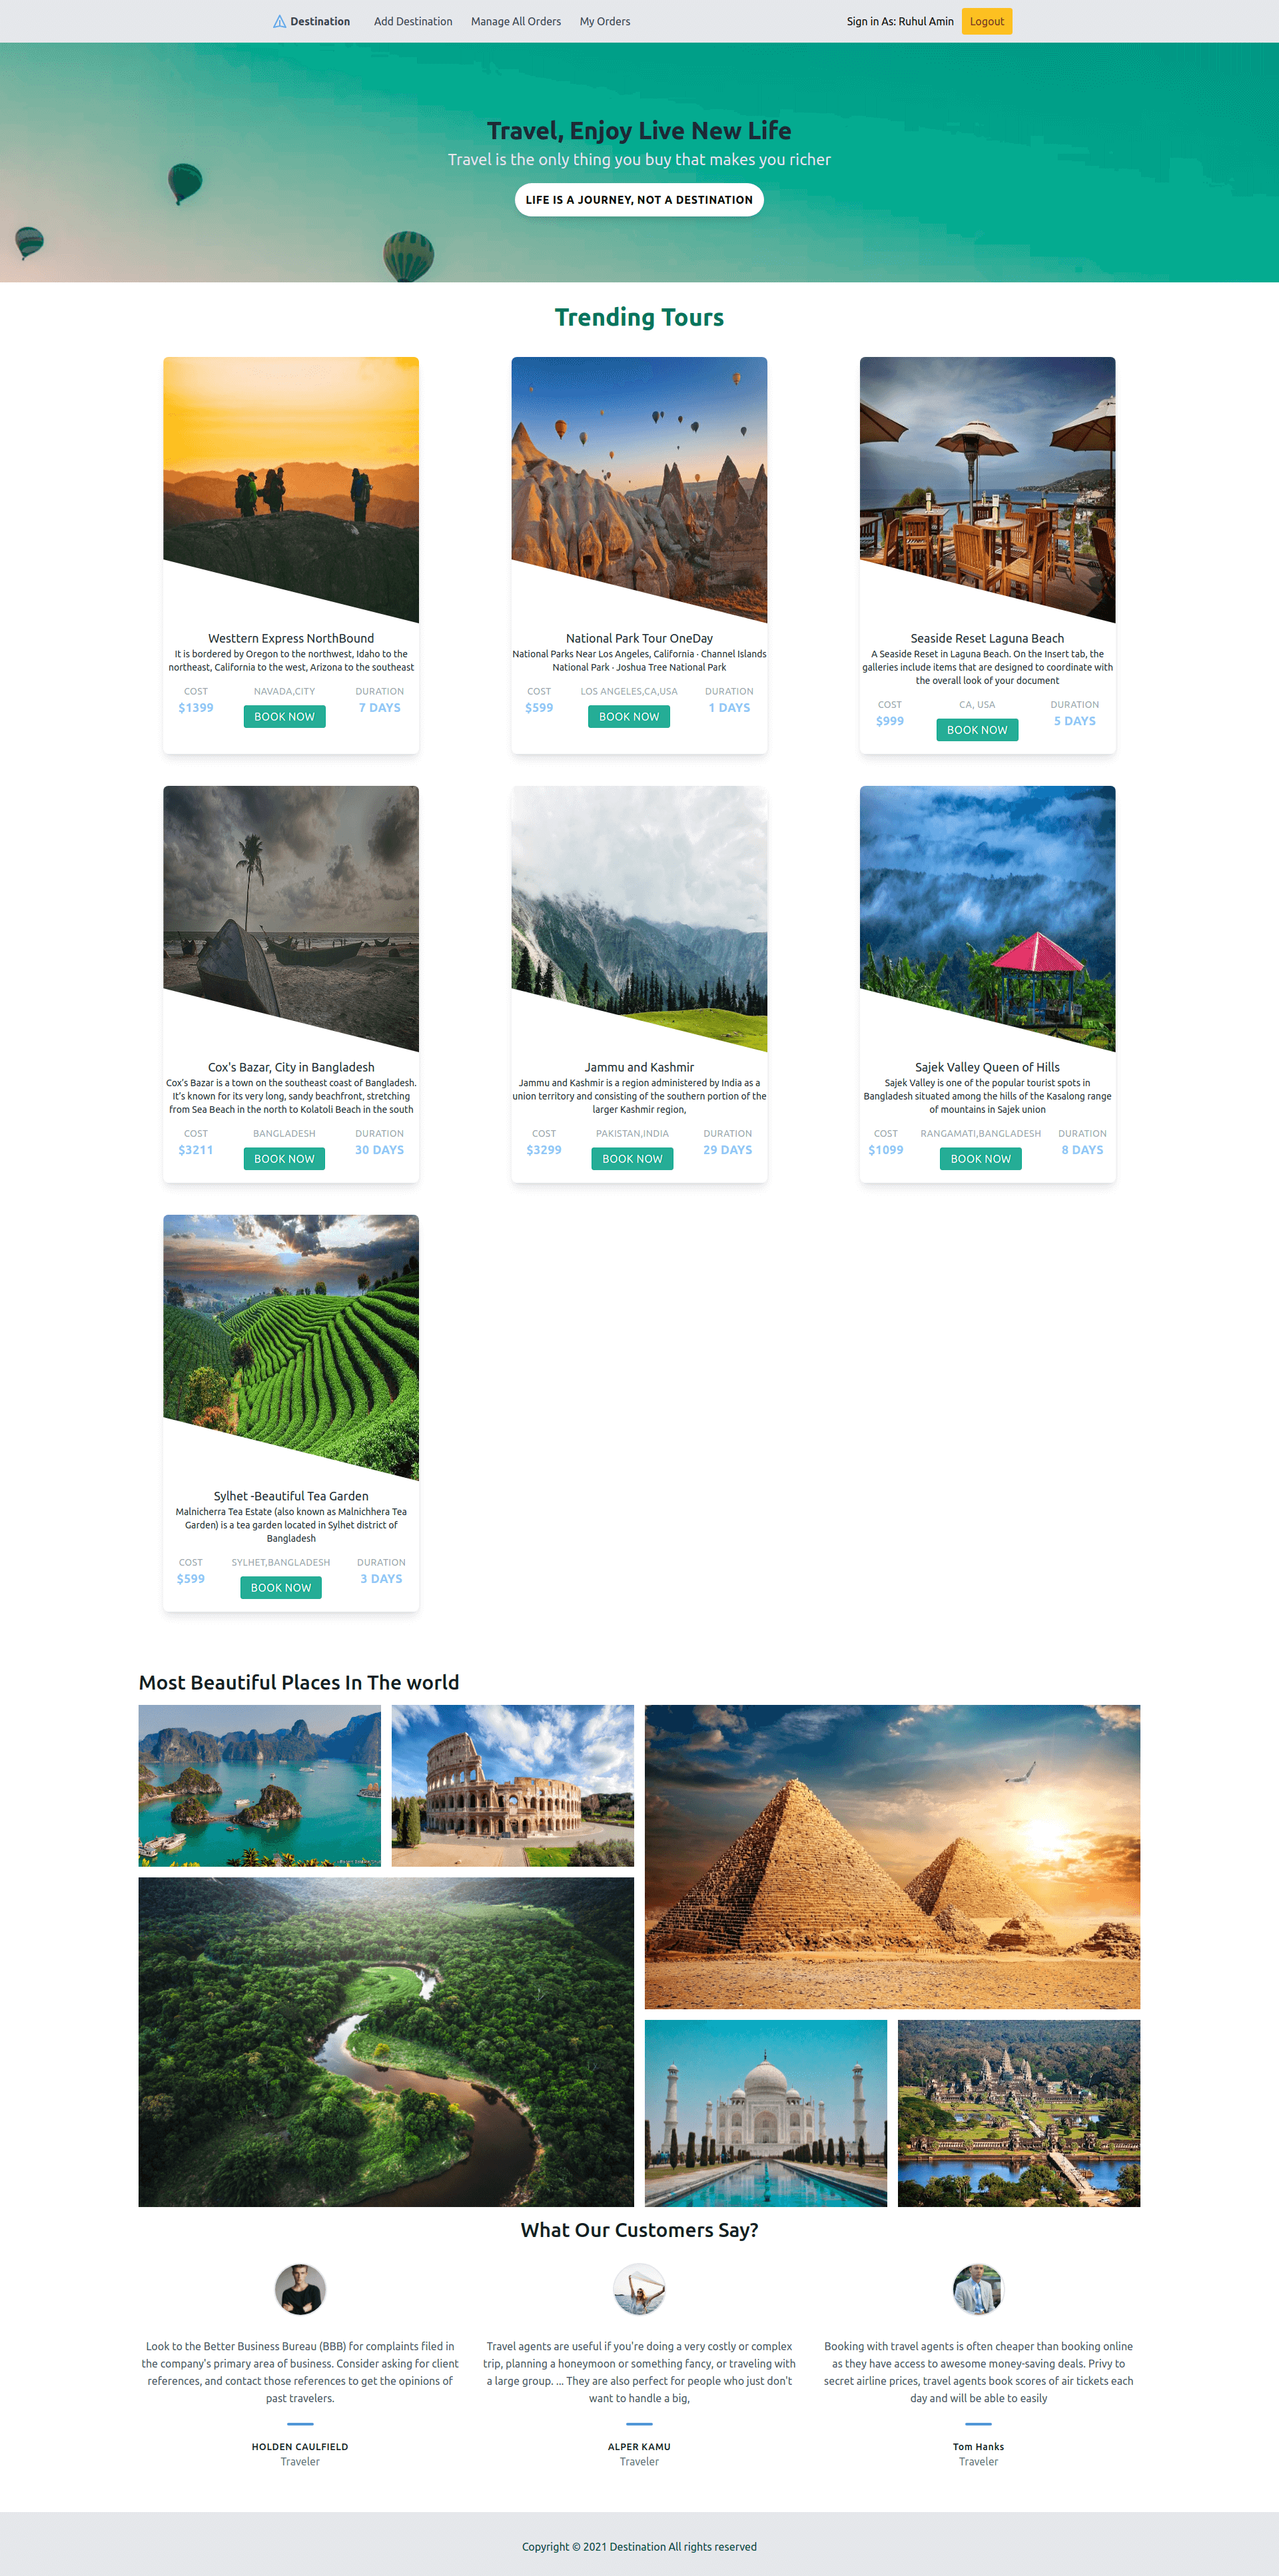 Destination Add Destination Manage All Orders My Orders Sign in As: Ruhul Amin Logout
Travel, Enjoy Live New Life
Travel is the only thing you buy that makes you richer
LIFE IS A JOURNEY, NOT A DESTINATION
Trending Tours
Westtern Express NorthBound
It is bordered by Oregon to the northwest, Idaho to the
northeast, California to the west, Arizona to the southeast
COST NAVADA,CITY DURATION
$1399 BOOK NOW 7 DAYS
National Park Tour OneDay
National Parks Near Los Angeles, California · Channel Islands
National Park · Joshua Tree National Park
COST LOS ANGELES,CA,USA DURATION
$599 BOOK NOW 1 DAYS
Seaside Reset Laguna Beach
A Seaside Reset in Laguna Beach. On the Insert tab, the
galleries include items that are designed to coordinate with
the overall look of your document
COST CA, USA DURATION
$999 BOOK NOW 5 DAYS
Cox's Bazar, City in Bangladesh
Cox's Bazar is a town on the southeast coast of Bangladesh.
It's known for its very long, sandy beachfront, stretching
from Sea Beach in the north to Kolatoli Beach in the south
COST BANGLADESH DURATION
$3211 BOOK NOW 30 DAYS
Jammu and Kashmir
Jammu and Kashmir is a region administered by India as a
union territory and consisting of the southern portion of the
larger Kashmir region,
COST PAKISTAN,INDIA DURATION
$3299 BOOK NOW 29 DAYS
Sajek Valley Queen of Hills
Sajek Valley is one of the popular tourist spots in
Bangladesh situated among the hills of the Kasalong range
of mountains in Sajek union
COST RANGAMATI,BANGLADESH DURATION
$1099 BOOK NOW 8 DAYS
Sylhet -Beautiful Tea Garden
Malnicherra Tea Estate (also known as Malnichhera Tea
Garden) is a tea garden located in Sylhet district of
Bangladesh
COST SYLHET,BANGLADESH DURATION
$599 BOOK NOW 3 DAYS
Most Beautiful Places In The world
What Our Customers Say?
Look to the Better Business Bureau (BBB) for complaints filed in
the company's primary area of business. Consider asking for client
references, and contact those references to get the opinions of
past travelers.
HOLDEN CAULFIELD
Traveler
Travel agents are useful if you're doing a very costly or complex
trip, planning a honeymoon or something fancy, or traveling with
a large group. ... They are also perfect for people who just don't
want to handle a big,
ALPER KAMU
Traveler
Booking with travel agents is often cheaper than booking online
as they have access to awesome money-saving deals. Privy to
secret airline prices, travel agents book scores of air tickets each
day and will be able to easily
Tom Hanks
Traveler
Copyright © 2021 Destination All rights reserved